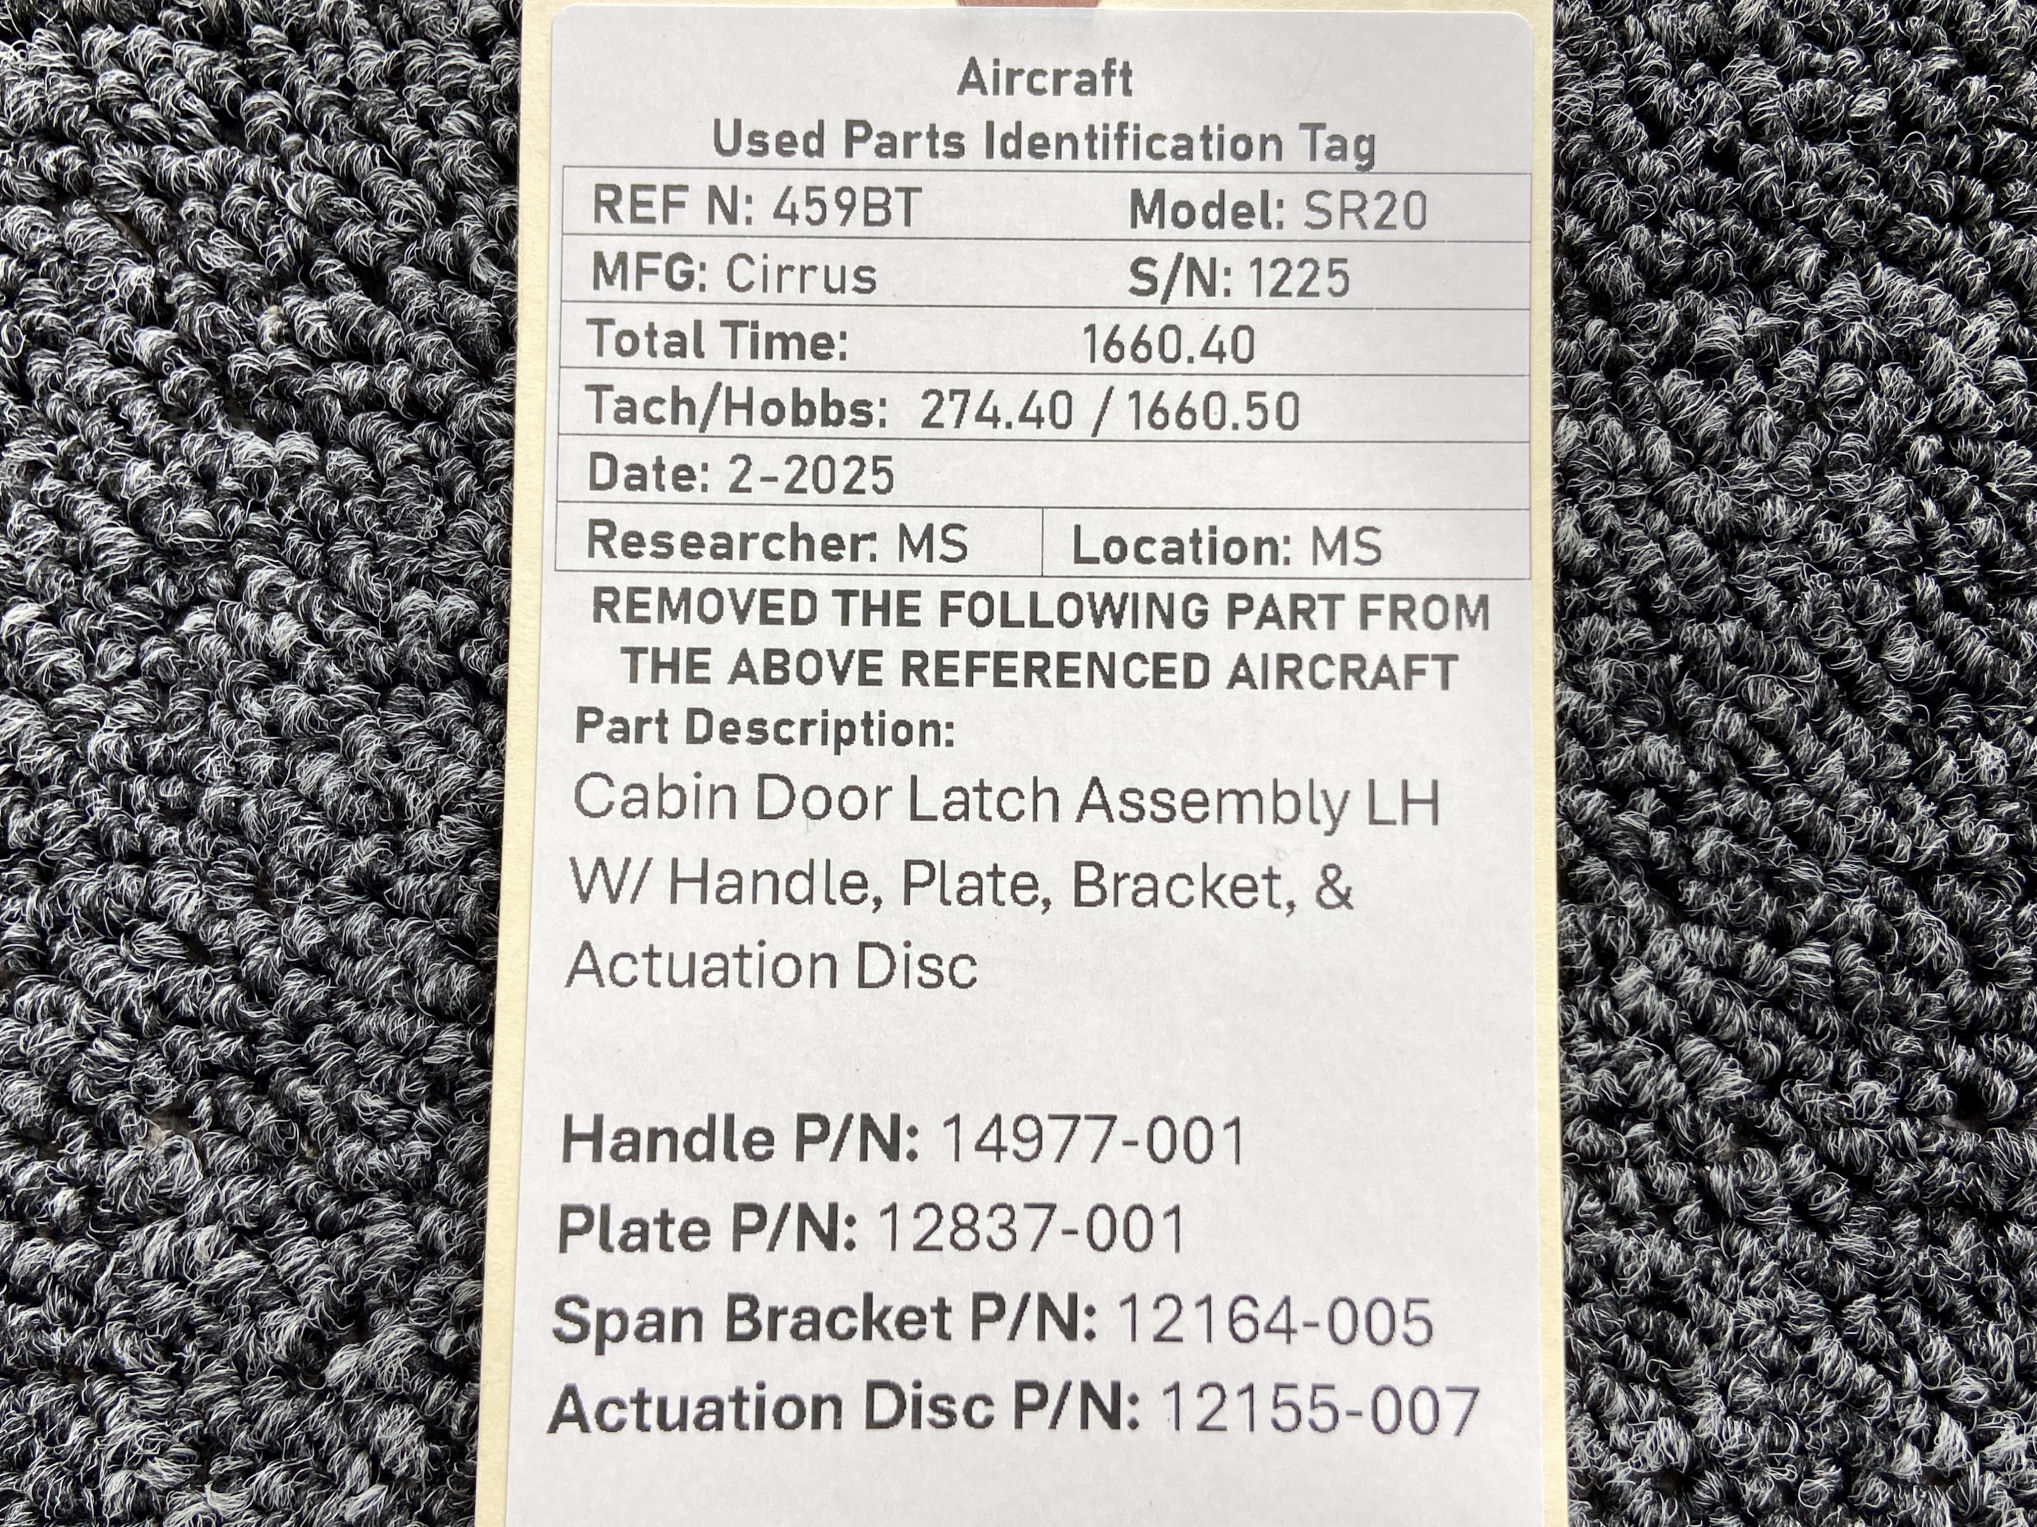 Aircraft
Used Parts Identification Tag
REF N: 459BT Model: SR20
MFG: Cirrus S/N: 1225
Total Time: 1660.40
Tach/Hobbs: 274.40 / 1660.50
Date: 2-2025
Researcher: MS Location: MS
REMOVED THE FOLLOWING PART FROM
THE ABOVE REFERENCED AIRCRAFT
Part Description:
Cabin Door Latch Assembly LH
W/ Handle, Plate, Bracket, &
Actuation Disc
Handle P/N: 14977-001
Plate P/N: 12837-001
Span Bracket P/N: 12164-005
Actuation Disc P/N: 12155-007